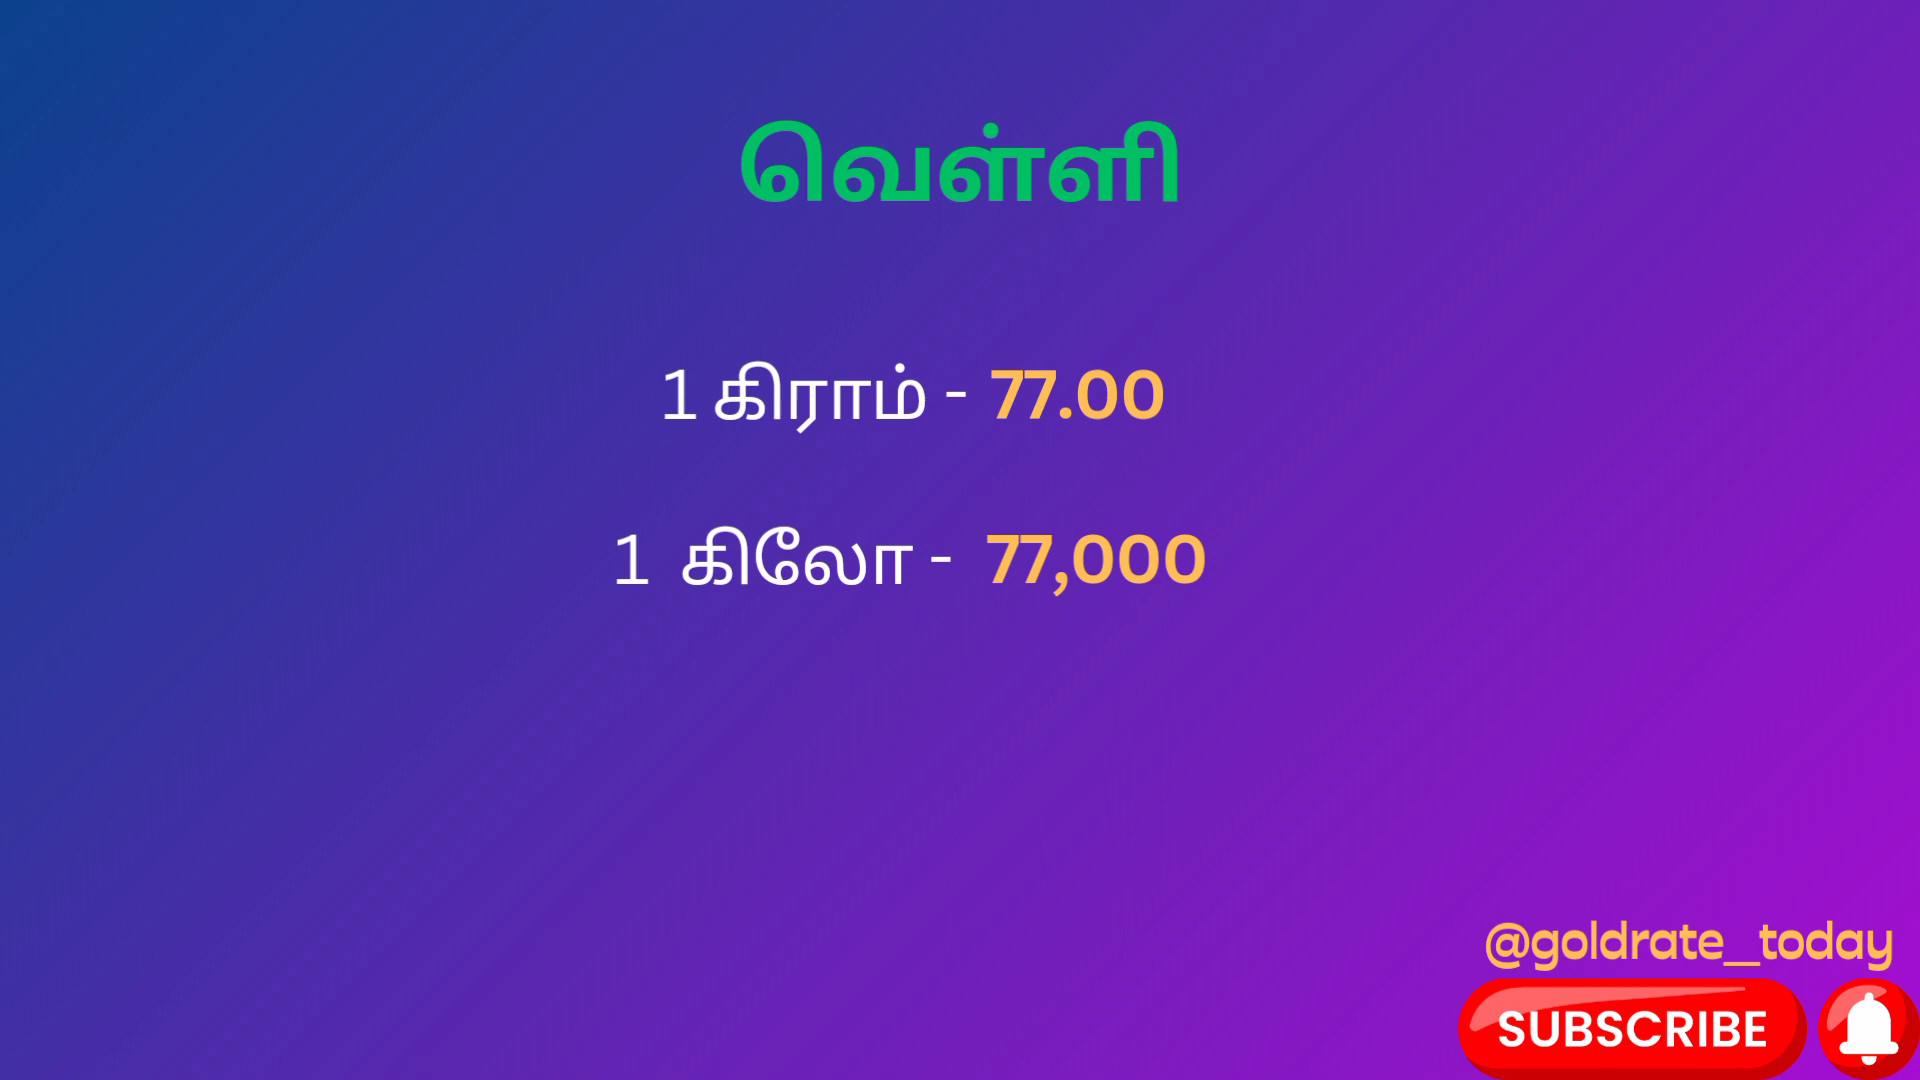 வெள்ளி
1 கிராம் - 77.00
1 கிலோ - 77,000
@goldrate_today
SUBSCRIBE